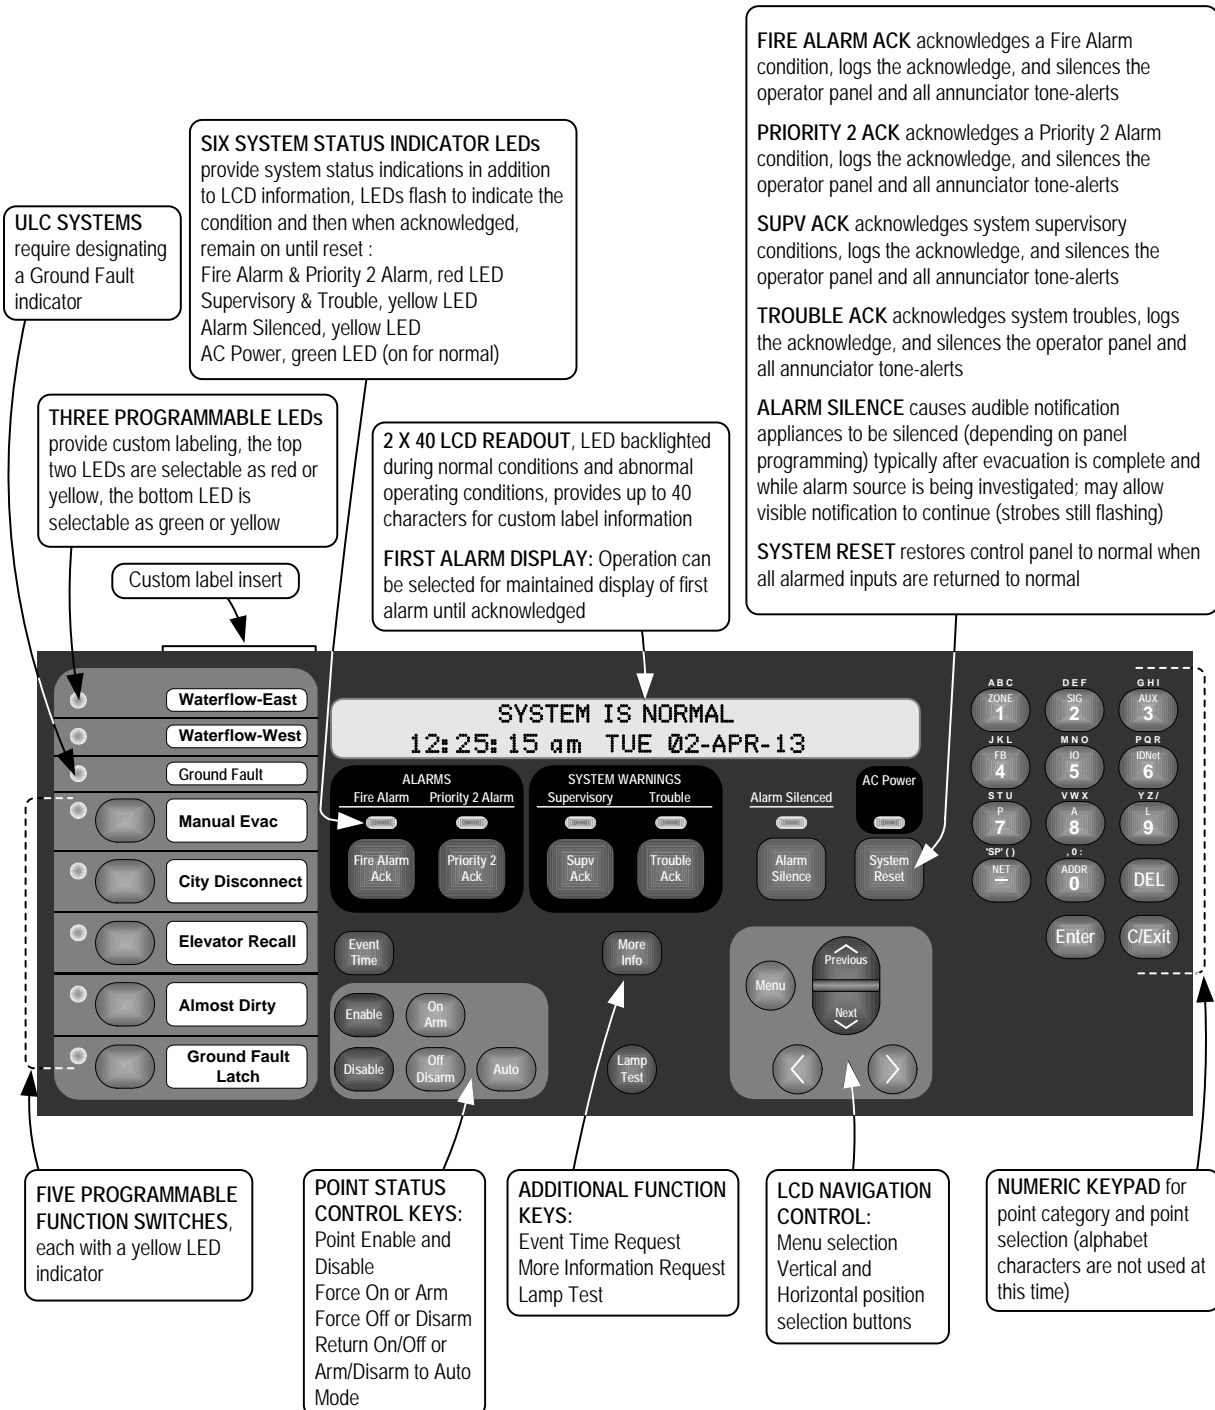 FIRE ALARM ACK acknowledges a Fire Alarm
condition, logs the acknowledge, and silences the
operator panel and all annunciator tone-alerts
PRIORITY 2 ACK acknowledges a Priority 2 Alarm
condition, logs the acknowledge, and silences the
operator panel and all annunciator tone-alerts
SUPV ACK acknowledges system supervisory
conditions, logs the acknowledge, and silences the
operator panel and all annunciator tone-alerts
TROUBLE ACK acknowledges system troubles, logs
the acknowledge, and silences the operator panel and
all annunciator tone-alerts
ALARM SILENCE causes audible notification
appliances to be silenced (depending on panel
programming) typically after evacuation is complete and
while alarm source is being investigated; may allow
visible notification to continue (strobes still flashing)
SYSTEM RESET restores control panel to normal when
all alarmed inputs are returned to normal
SIX SYSTEM STATUS INDICATOR LEDs
provide system status indications in addition
to LCD information, LEDs flash to indicate the
condition and then when acknowledged,
remain on until reset :
Fire Alarm & Priority 2 Alarm, red LED
Supervisory & Trouble, yellow LED
Alarm Silenced, yellow LED
AC Power, green LED (on for normal)
ULC SYSTEMS
require designating
a Ground Fault
indicator
THREE PROGRAMMABLE LEDs
provide custom labeling, the top
two LEDs are selectable as red or
yellow, the bottom LED is
selectable as green or yellow
2 X 40 LCD READOUT, LED backlighted
during normal conditions and abnormal
operating conditions, provides up to 40
characters for custom label information
FIRST ALARM DISPLAY: Operation can
be selected for maintained display of first
alarm until acknowledged
Custom label insert
Waterflow-East
Waterflow-West
Ground Fault
Manual Evac
City Disconnect
Elevator Recall
Almost Dirty
Ground Fault
Latch
SYSTEM IS NORMAL
12:25:15 am TUE 02-APR-13
ALARMS
Fire Alarm Priority 2 Alarm
SYSTEM WARNINGS
Supervisory Trouble
Alarm Silenced
AC Power
Fire Alarm
Ack
Priority 2
Ack
Supv
Ack
Trouble
Ack
Alarm
Silence
System
Reset
Event
Time
More
Info
Enable
On
Arm
Disable
Off
Disarm
Auto
Lamp
Test
Menu
Previous
Next
ABC DEF GHI
ZONE SIG AUX
1 2 3
JKL MNO PQR
FB IO IDNet
4 5 6
STU VWX YZ/
P A L
7 8 9
'SP' ( ) , 0 :
NET ADDR
– 0 DEL
Enter C/Exit
FIVE PROGRAMMABLE
FUNCTION SWITCHES,
each with a yellow LED
indicator
POINT STATUS
CONTROL KEYS:
Point Enable and
Disable
Force On or Arm
Force Off or Disarm
Return On/Off or
Arm/Disarm to Auto
Mode
ADDITIONAL FUNCTION
KEYS:
Event Time Request
More Information Request
Lamp Test
LCD NAVIGATION
CONTROL:
Menu selection
Vertical and
Horizontal position
selection buttons
NUMERIC KEYPAD for
point category and point
selection (alphabet
characters are not used at
this time)